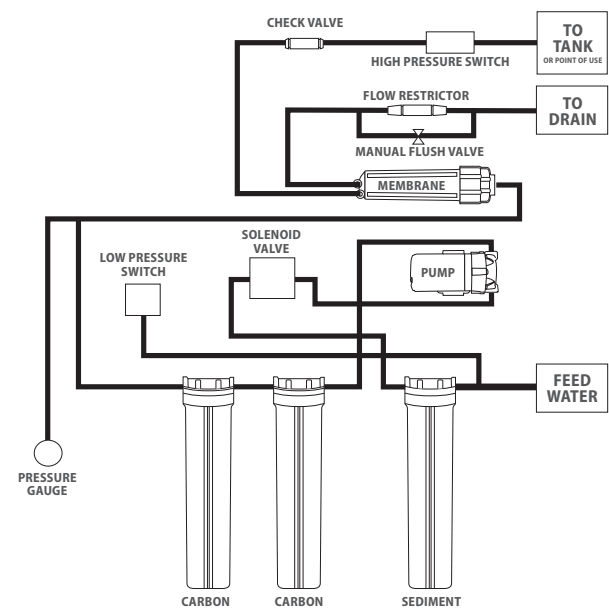 CHECK VALVE
HIGH PRESSURE SWITCH
TO
TANK
OR POINT OF USE
FLOW RESTRICTOR
TO
DRAIN
MANUAL FLUSH VALVE
MEMBRANE
SOLENOID
VALVE
LOW PRESSURE
SWITCH
PUMP
FEED
WATER
PRESSURE
GAUGE
CARBON
CARBON
SEDIMENT